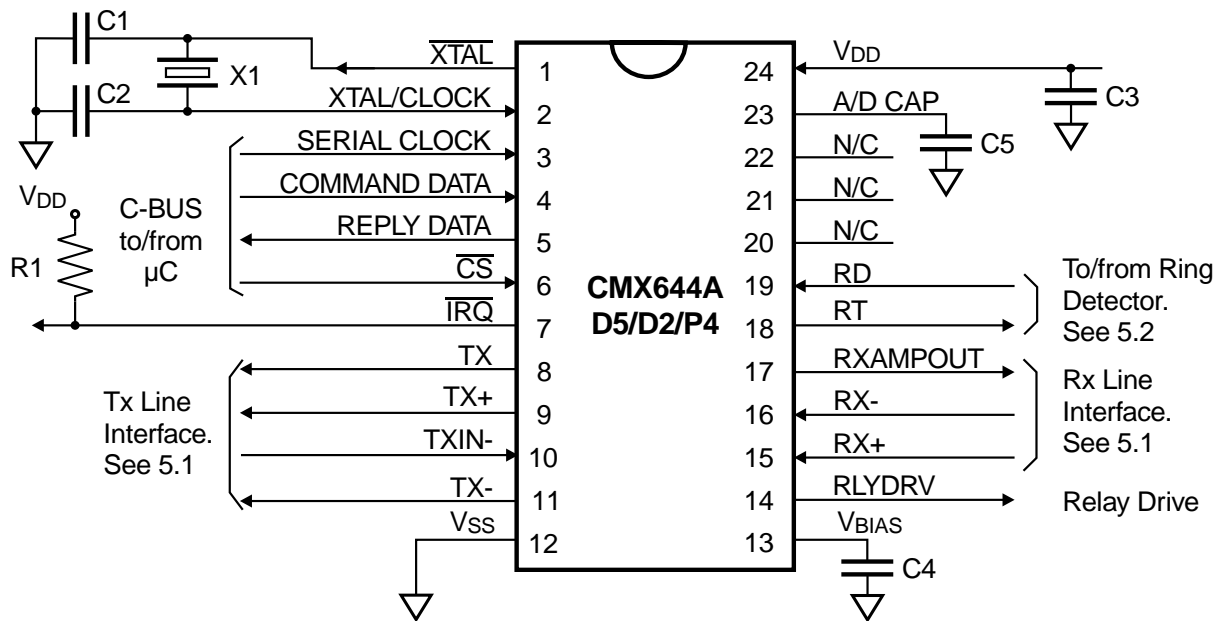 C1
C2
X1
XTAL
XTAL/CLOCK
SERIAL CLOCK
COMMAND DATA
REPLY DATA
CS
IRQ
TX
TX+
TXIN-
TX-
VSS
VDD
R1
C-BUS
to/from
µC
Tx Line
Interface.
See 5.1
1
2
3
4
5
6
7
8
9
10
11
12
CMX644A
D5/D2/P4
24
23
22
21
20
19
18
17
16
15
14
13
VDD
A/D CAP
N/C
N/C
N/C
RD
RT
RXAMPOUT
RX-
RX+
RLYDRV
VBIAS
C3
C5
C4
To/from Ring
Detector.
See 5.2
Rx Line
Interface.
See 5.1
Relay Drive